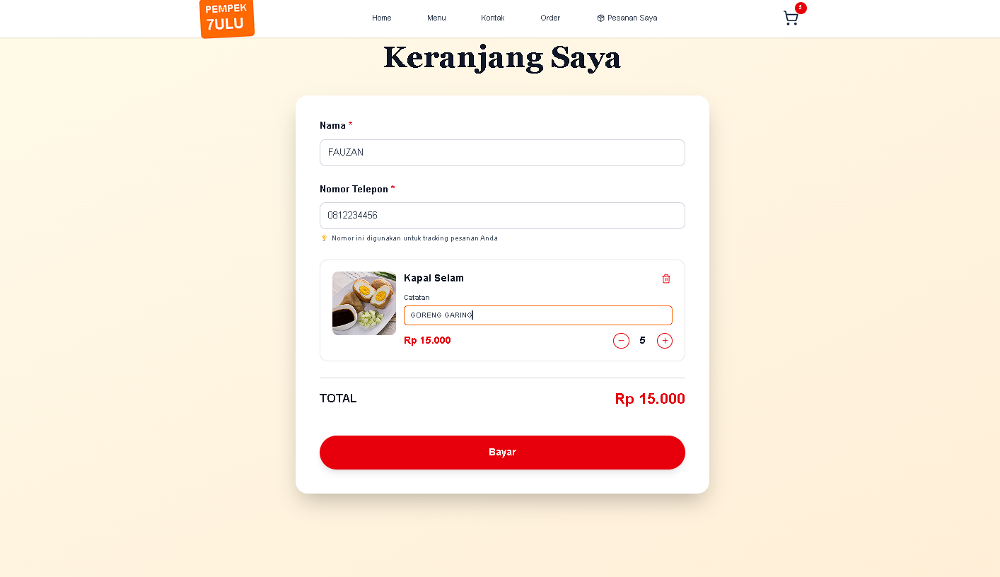 PEMPEK
7ULU
Home Menu Kontak Order Pesanan Saya
5
Keranjang Saya
Nama *
FAUZAN
Nomor Telepon *
0812234456
Nomor ini digunakan untuk tracking pesanan Anda
Kapal Selam
Catatan
GORENG GARING
Rp 15.000
− 5 +
TOTAL Rp 15.000
Bayar